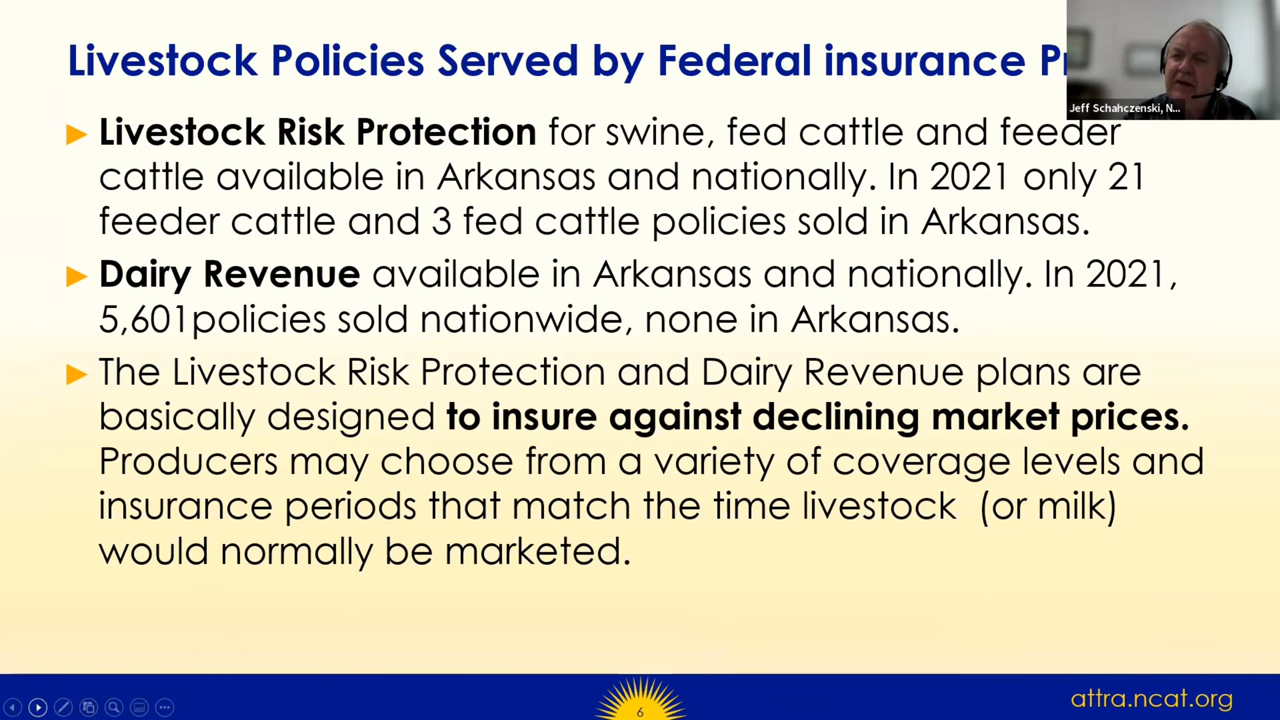 Livestock Policies Served by Federal insurance
Jeff Schahczenski, N...
► Livestock Risk Protection for swine, fed cattle and feeder
cattle available in Arkansas and nationally. In 2021 only 21
feeder cattle and 3 fed cattle policies sold in Arkansas.
► Dairy Revenue available in Arkansas and nationally. In 2021,
5,601policies sold nationwide, none in Arkansas.
► The Livestock Risk Protection and Dairy Revenue plans are
basically designed to insure against declining market prices.
Producers may choose from a variety of coverage levels and
insurance periods that match the time livestock (or milk)
would normally be marketed.
6
attra.ncat.org